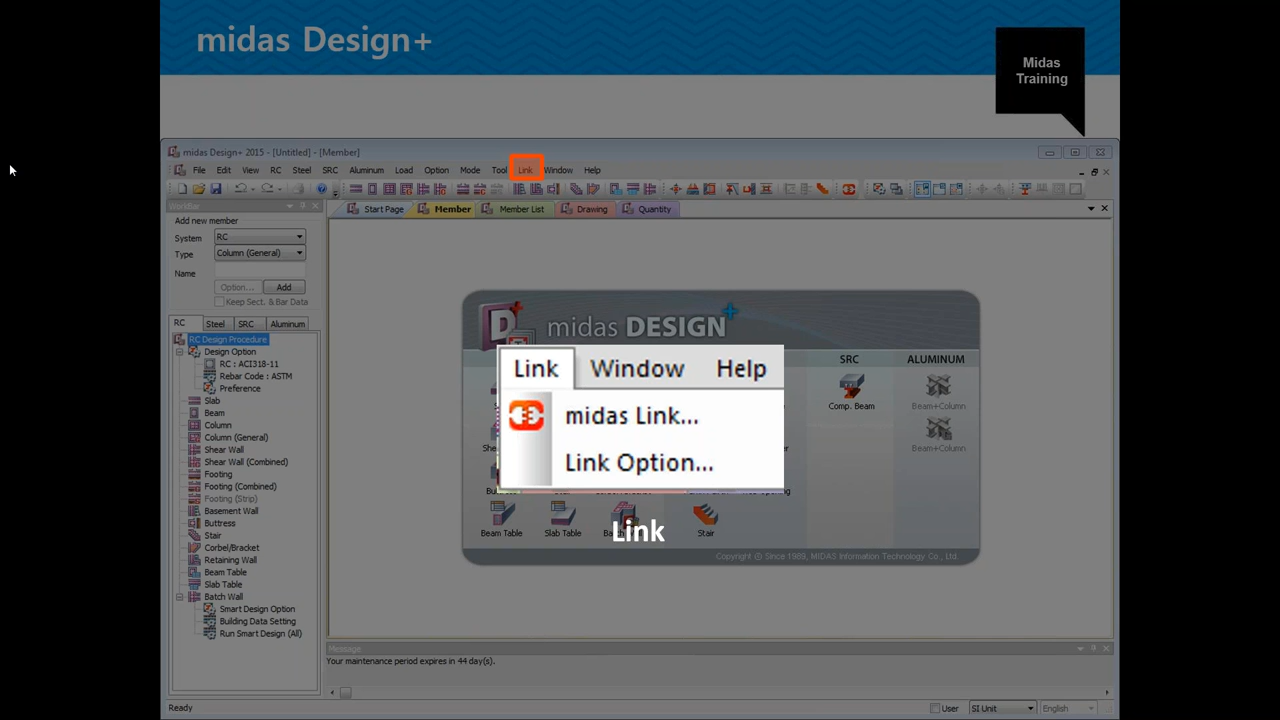 midas Design+
Midas
Training
midas Design+ 2015 - [Untitled] - [Member]
File Edit View RC Steel SRC Aluminum Load Option Mode Tool Link Window Help
WorkBar
Start Page Member Member List Drawing Quantity
Add new member
System RC
Type Column (General)
Name
Option... Add
Keep Sect. & Bar Data
RC Steel SRC Aluminum
RC Design Procedure
Design Option
RC : ACI318-11
Rebar Code : ASTM
Preference
Slab
Beam
Column
Column (General)
Shear Wall
Shear Wall (Combined)
Footing
Footing (Combined)
Footing (Strip)
Basement Wall
Buttress
Stair
Corbel/Bracket
Retaining Wall
Beam Table
Slab Table
Batch Wall
Smart Design Option
Building Data Setting
Run Smart Design (All)
midas DESIGN+
SRC ALUMINUM
Comp. Beam Beam+Column
Beam+Column
Link Window Help
midas Link...
Link Option...
Beam Table Slab Table Stair
Link
Copyright © Since 1989, MIDAS Information Technology Co., Ltd.
Message
Your maintenance period expires in 44 day(s).
Ready User SI Unit English